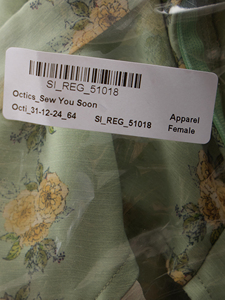 SI_REG_51018
Octics_Sew You Soon
Octi_31-12-24_64 SI_REG_51018 Apparel
Female